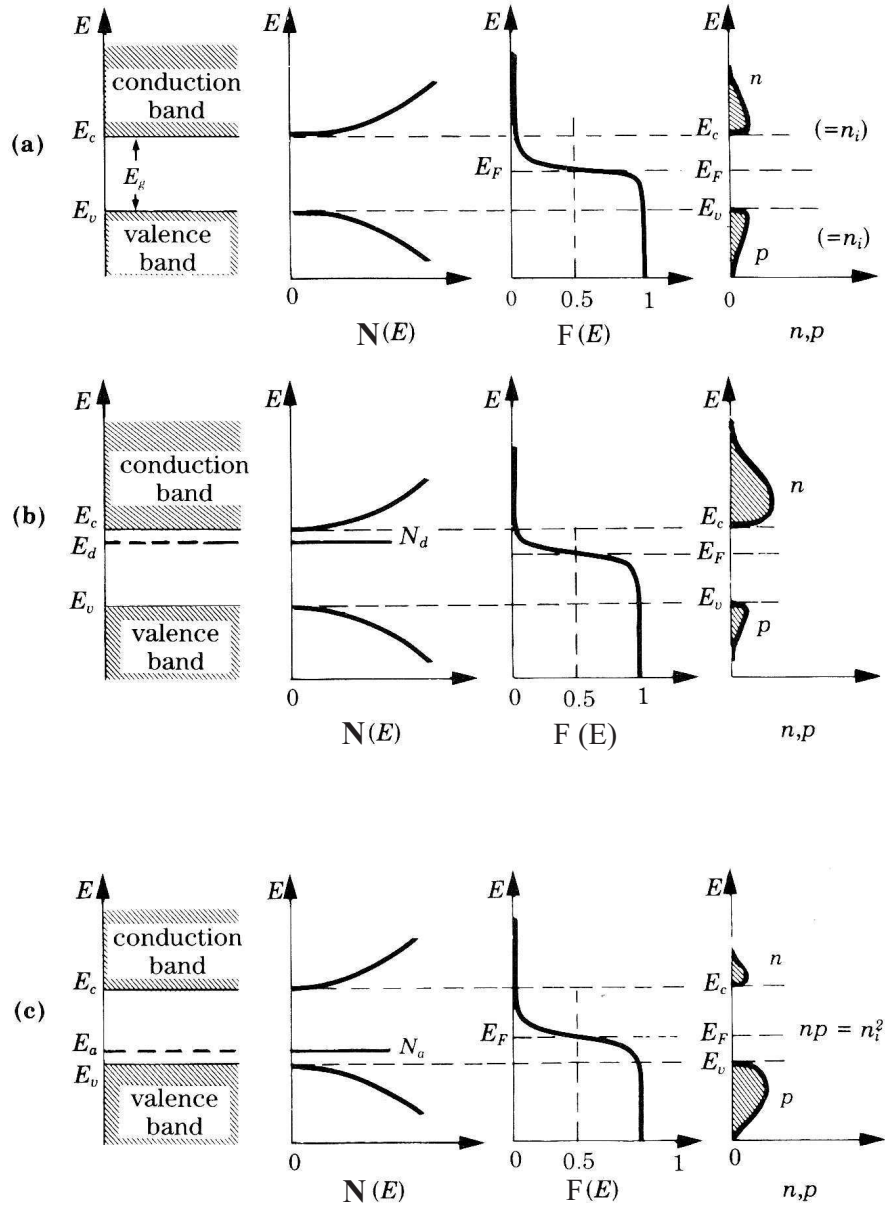 E E E E
conduction
band
n
E_c E_c (=n_i)
(a)
E_g E_F E_F
E_v E_v
valence
band
p (=n_i)
0 0 0.5 1 0
N(E) F(E) n,p
E E E E
conduction
band
n
(b)
E_c E_c
E_d N_d E_F
E_v E_v
valence
band
p
0 0 0.5 1
N(E) F (E) n,p
E E E E
conduction
band
n
E_c E_c
(c)
E_a N_a E_F E_F np = n_i^2
E_v E_v
valence
band
p
0 0 0.5 1 0
N(E) F(E) n,p